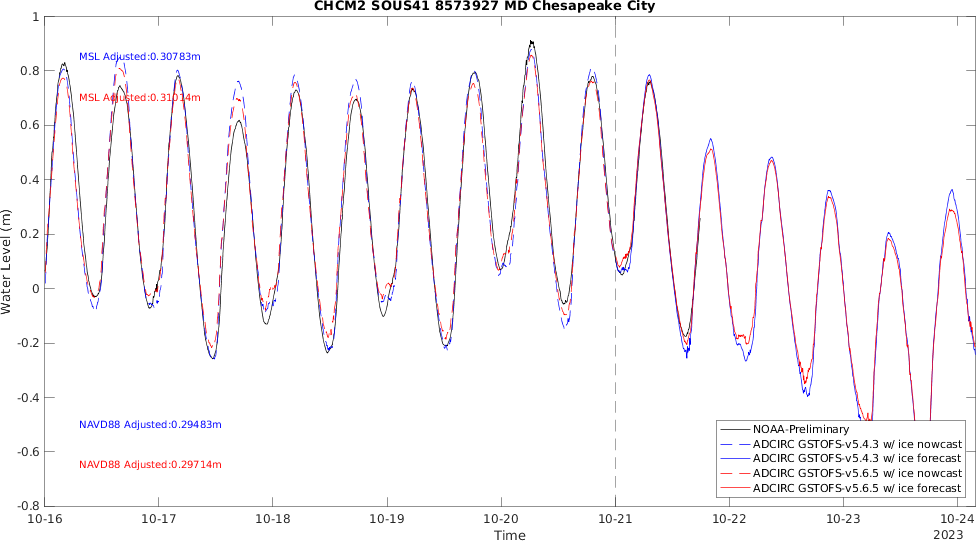 CHCM2 SOUS41 8573927 MD Chesapeake City
1
0.8
0.6
0.4
0.2
0
-0.2
-0.4
-0.6
-0.8
Water Level (m)
MSL Adjusted:0.30783m
MSL Adjusted:0.31014m
NAVD88 Adjusted:0.29483m
NAVD88 Adjusted:0.29714m
NOAA-Preliminary
ADCIRC GSTOFS-v5.4.3 w/ ice nowcast
ADCIRC GSTOFS-v5.4.3 w/ ice forecast
ADCIRC GSTOFS-v5.6.5 w/ ice nowcast
ADCIRC GSTOFS-v5.6.5 w/ ice forecast
10-16 10-17 10-18 10-19 10-20 10-21 10-22 10-23 10-24
Time
2023